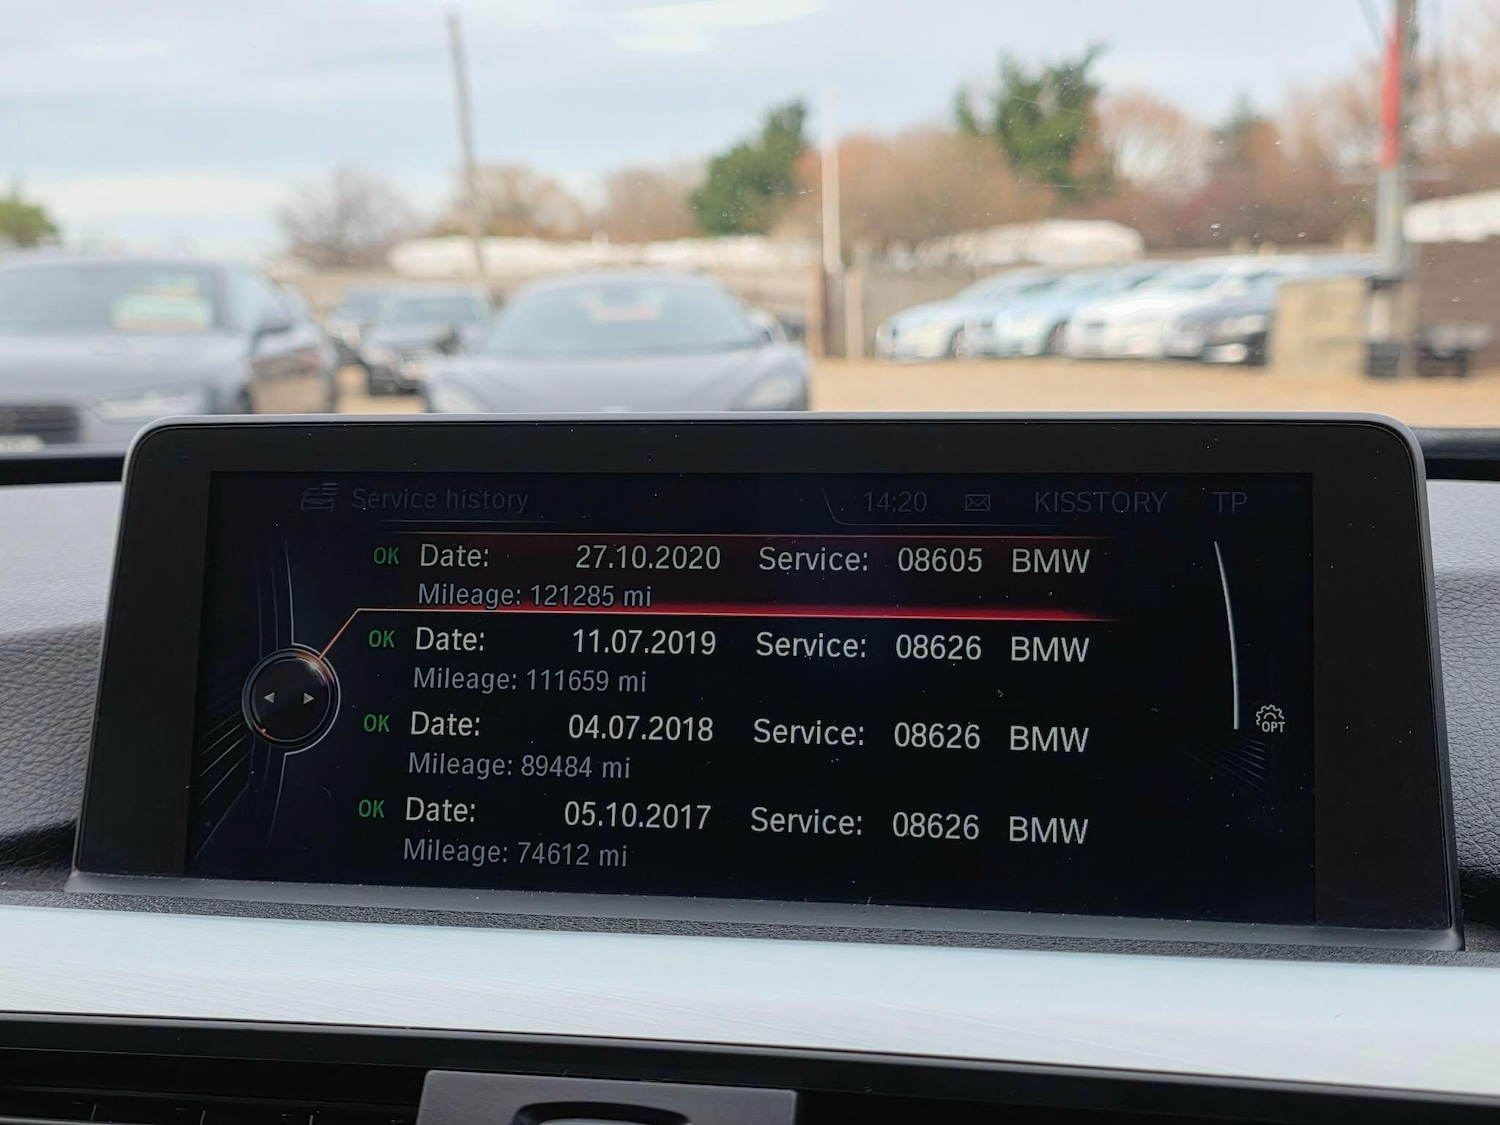 Service history 14:20 KISSTORY TP
OK Date: 27.10.2020 Service: 08605 BMW
Mileage: 121285 mi
OK Date: 11.07.2019 Service: 08626 BMW
Mileage: 111659 mi
OK Date: 04.07.2018 Service: 08626 BMW
Mileage: 89484 mi
OPT
OK Date: 05.10.2017 Service: 08626 BMW
Mileage: 74612 mi